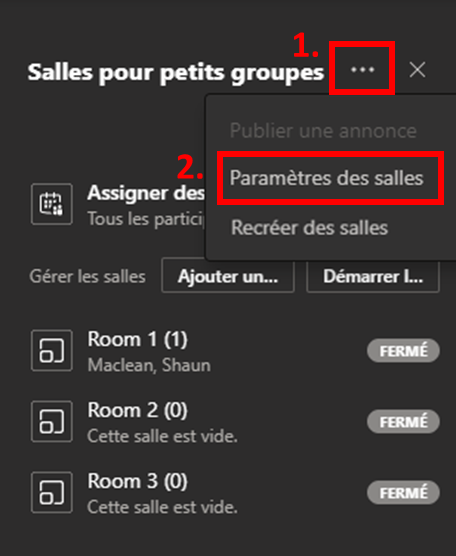 1.
Salles pour petits groupes ...
Publier une annonce
2.
Paramètres des salles
Assigner des
Tous les partici
Recréer des salles
Gérer les salles Ajouter un... Démarrer l...
Room 1 (1)
Maclean, Shaun
FERMÉ
Room 2 (0)
Cette salle est vide.
FERMÉ
Room 3 (0)
Cette salle est vide.
FERMÉ